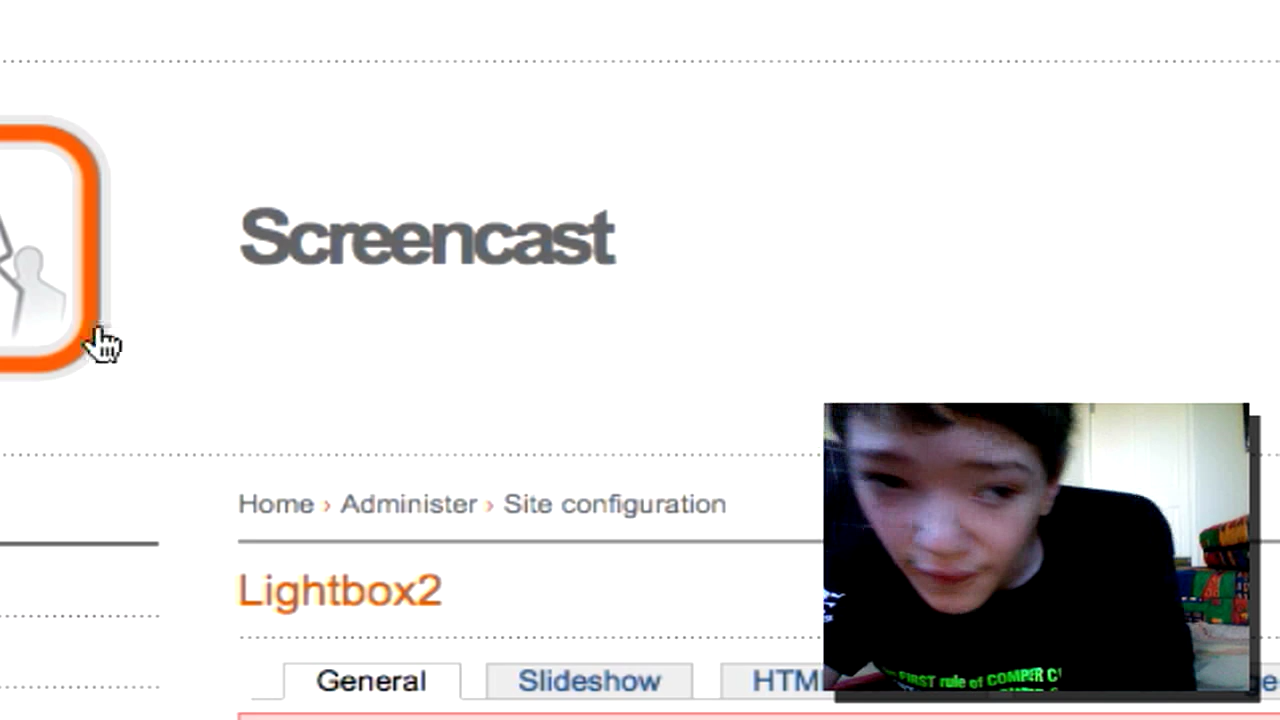 Screencast
Home › Administer › Site configuration
Lightbox2
General Slideshow
FIRST rule of COMPER